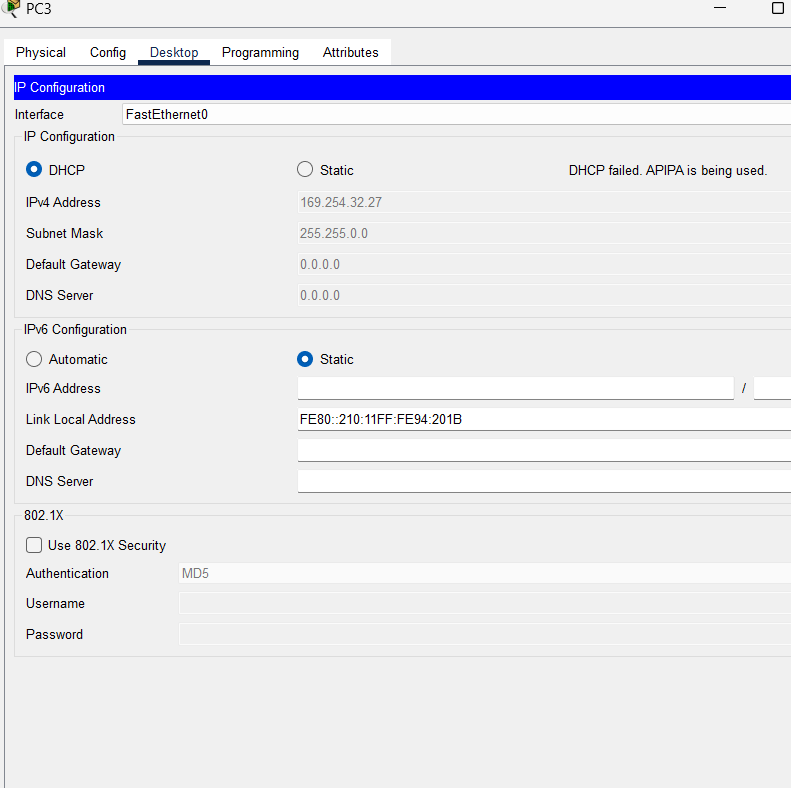 PC3
Physical Config Desktop Programming Attributes
IP Configuration
Interface FastEthernet0
IP Configuration
DHCP Static DHCP failed. APIPA is being used.
IPv4 Address 169.254.32.27
Subnet Mask 255.255.0.0
Default Gateway 0.0.0.0
DNS Server 0.0.0.0
IPv6 Configuration
Automatic Static
IPv6 Address /
Link Local Address FE80::210:11FF:FE94:201B
Default Gateway
DNS Server
802.1X
Use 802.1X Security
Authentication MD5
Username
Password